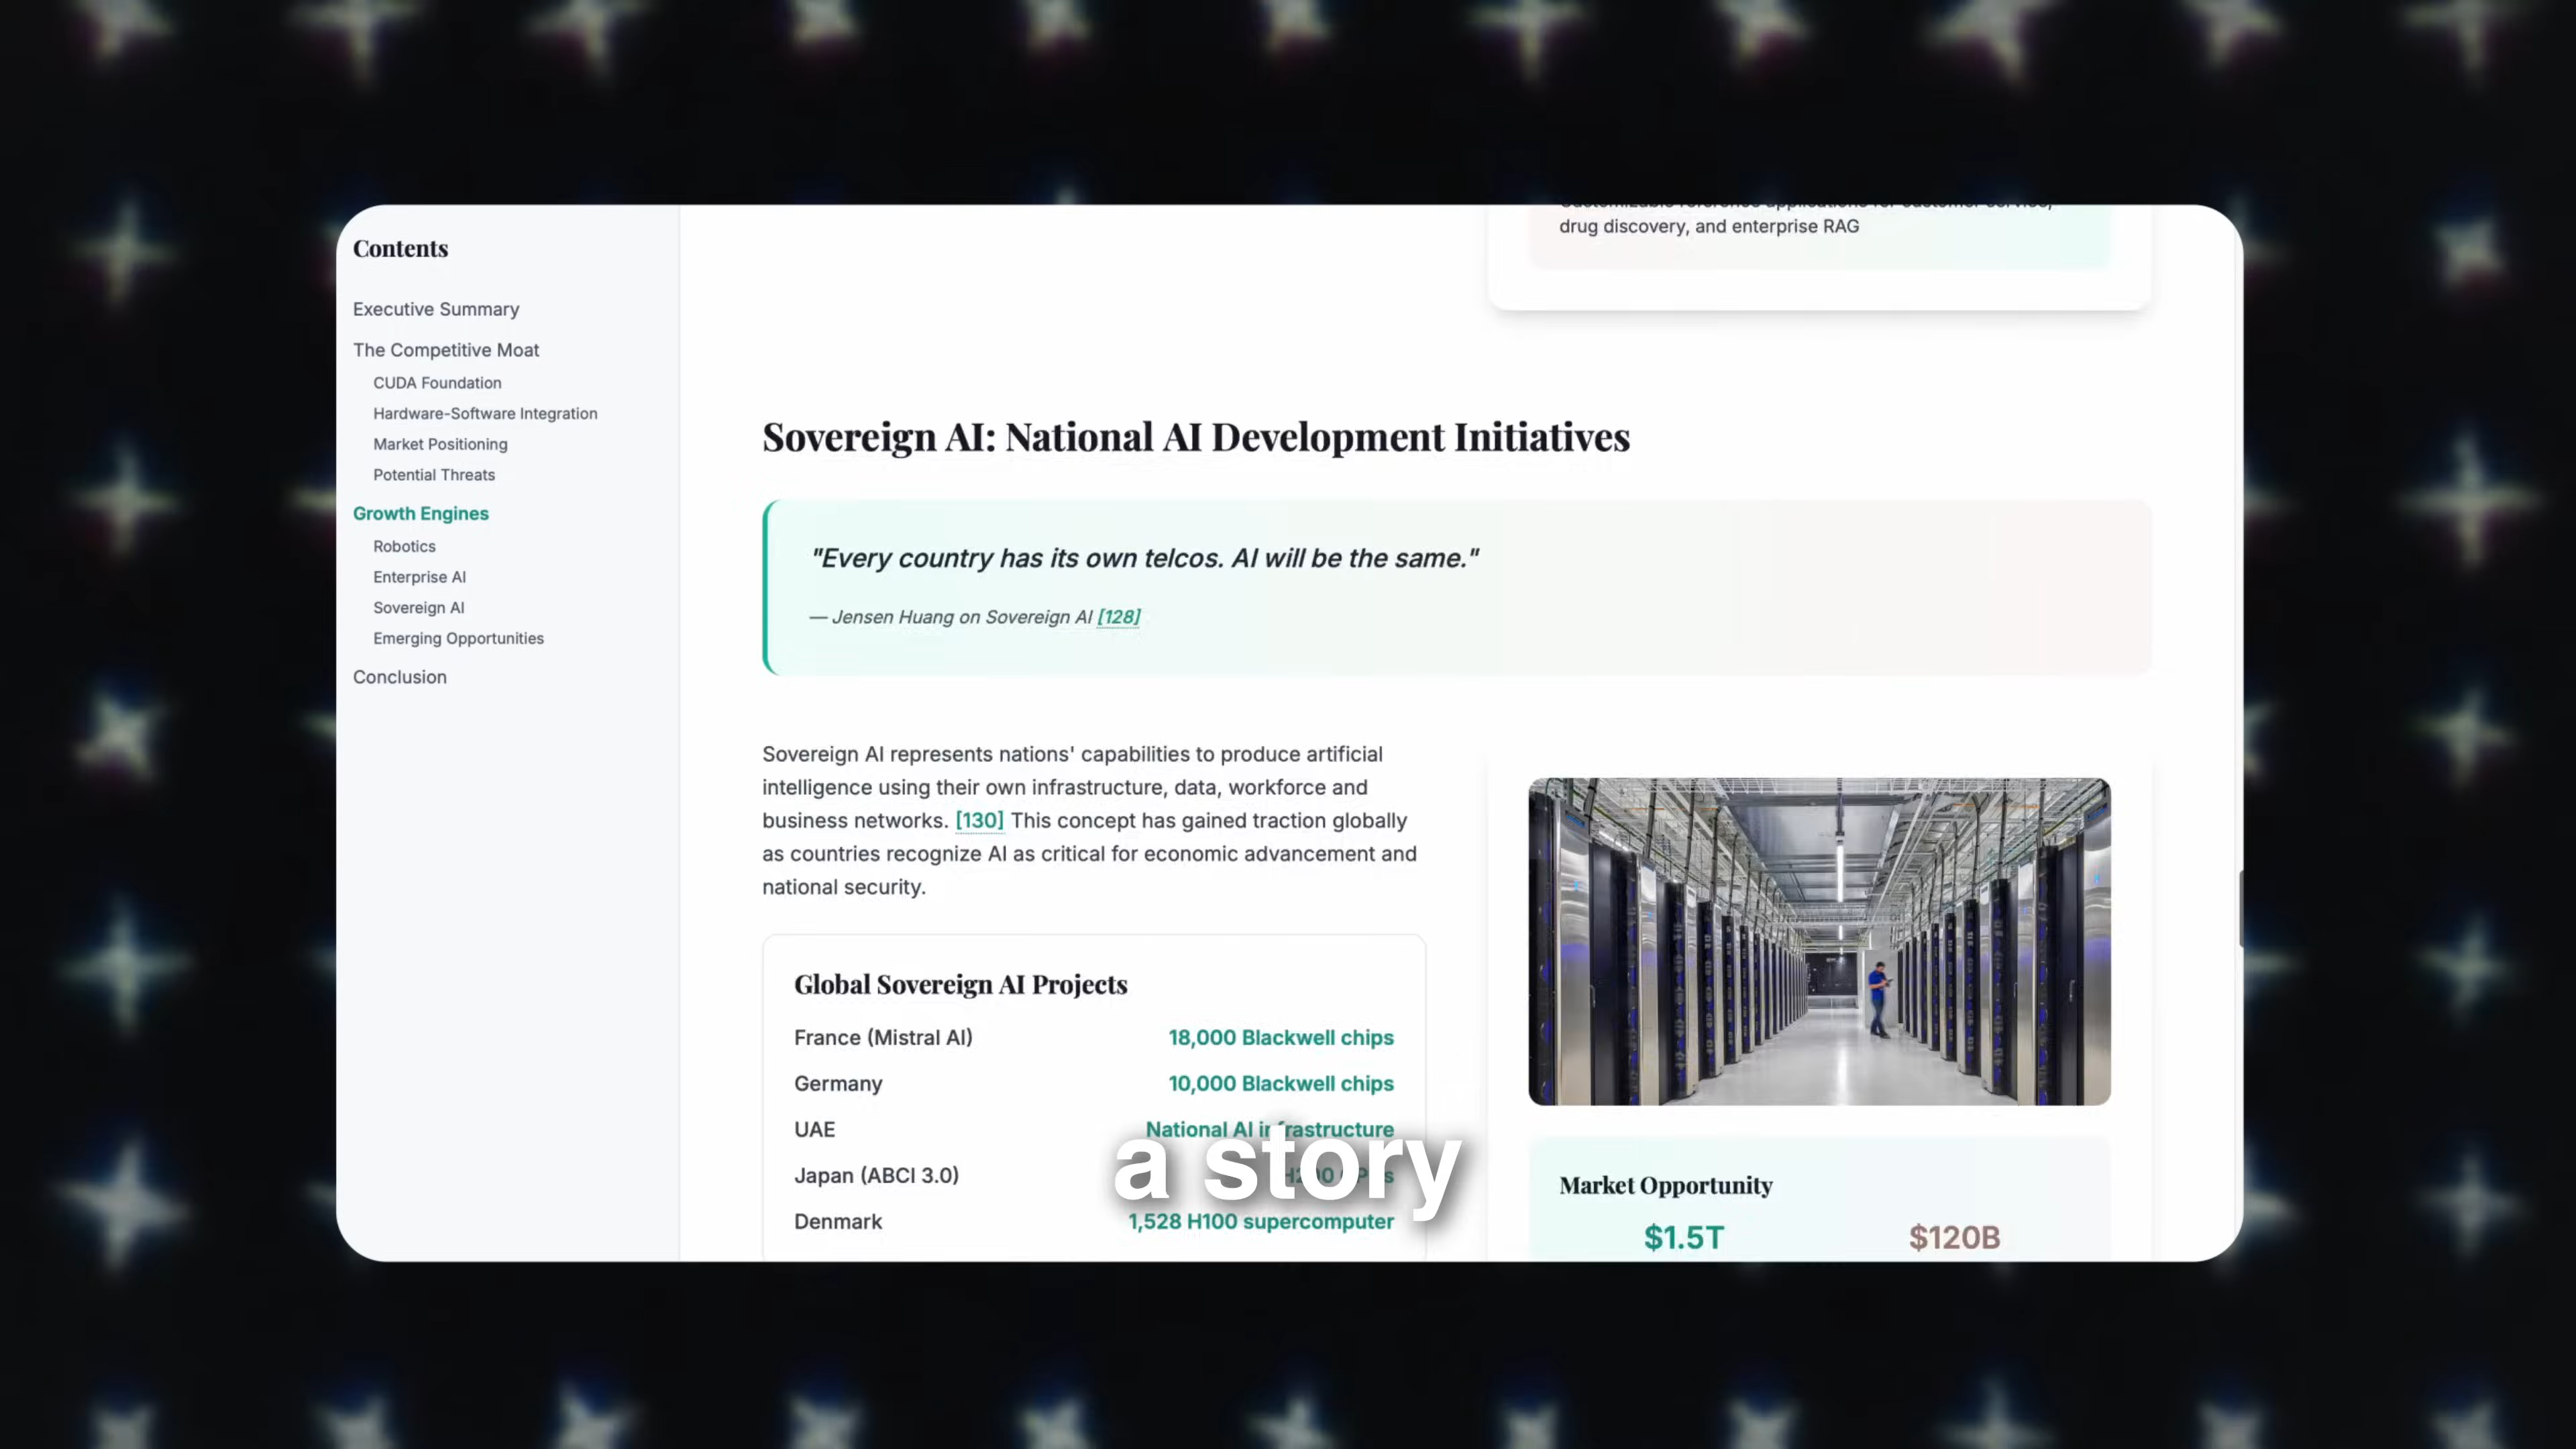 Contents
Executive Summary
The Competitive Moat
CUDA Foundation
Hardware-Software Integration
Market Positioning
Potential Threats
Growth Engines
Robotics
Enterprise AI
Sovereign AI
Emerging Opportunities
Conclusion
drug discovery, and enterprise RAG
Sovereign AI: National AI Development Initiatives
"Every country has its own telcos. AI will be the same."
— Jensen Huang on Sovereign AI [128]
Sovereign AI represents nations' capabilities to produce artificial
intelligence using their own infrastructure, data, workforce and
business networks. [130] This concept has gained traction globally
as countries recognize AI as critical for economic advancement and
national security.
Global Sovereign AI Projects
France (Mistral AI) 18,000 Blackwell chips
Germany 10,000 Blackwell chips
UAE National AI infrastructure
Japan (ABCI 3.0)
Denmark 1,528 H100 supercomputer
a story
Market Opportunity
$1.5T $120B